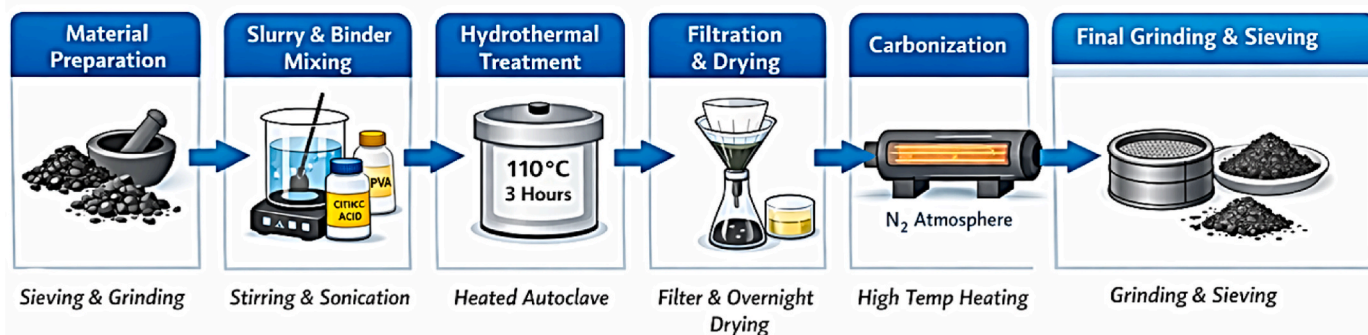 Material
Preparation
Slurry & Binder
Mixing
Hydrothermal
Treatment
Filtration
& Drying
Carbonization
Final Grinding & Sieving
PVA
CITIKC
ACID
110°C
3 Hours
N₂ Atmosphere
Sieving & Grinding
Stirring & Sonication
Heated Autoclave
Filter & Overnight
Drying
High Temp Heating
Grinding & Sieving